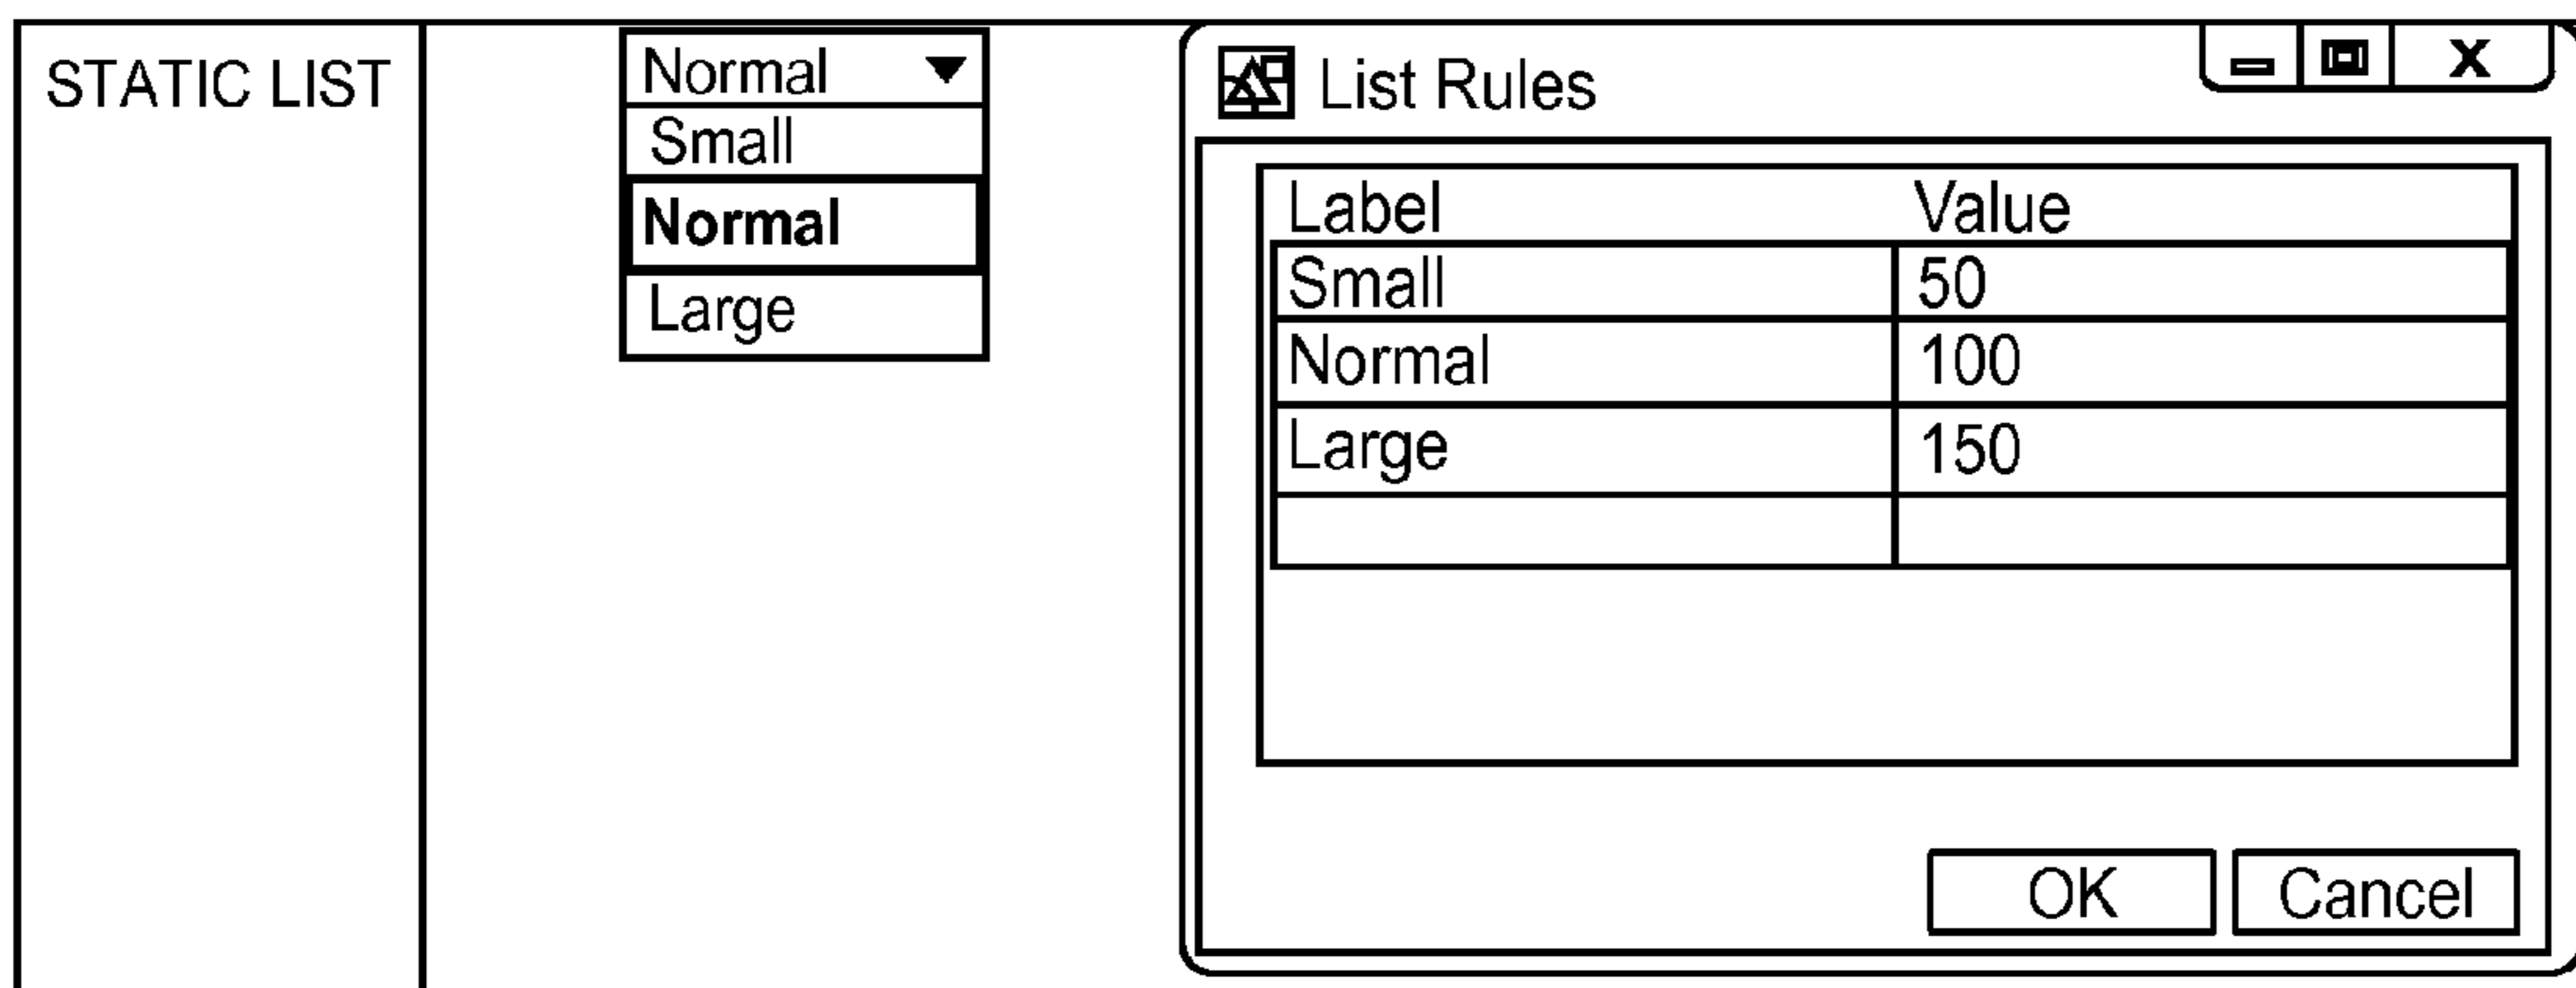 STATIC LIST
Normal
Small
Normal
Large
List Rules
Label Value
Small 50
Normal 100
Large 150
OK Cancel